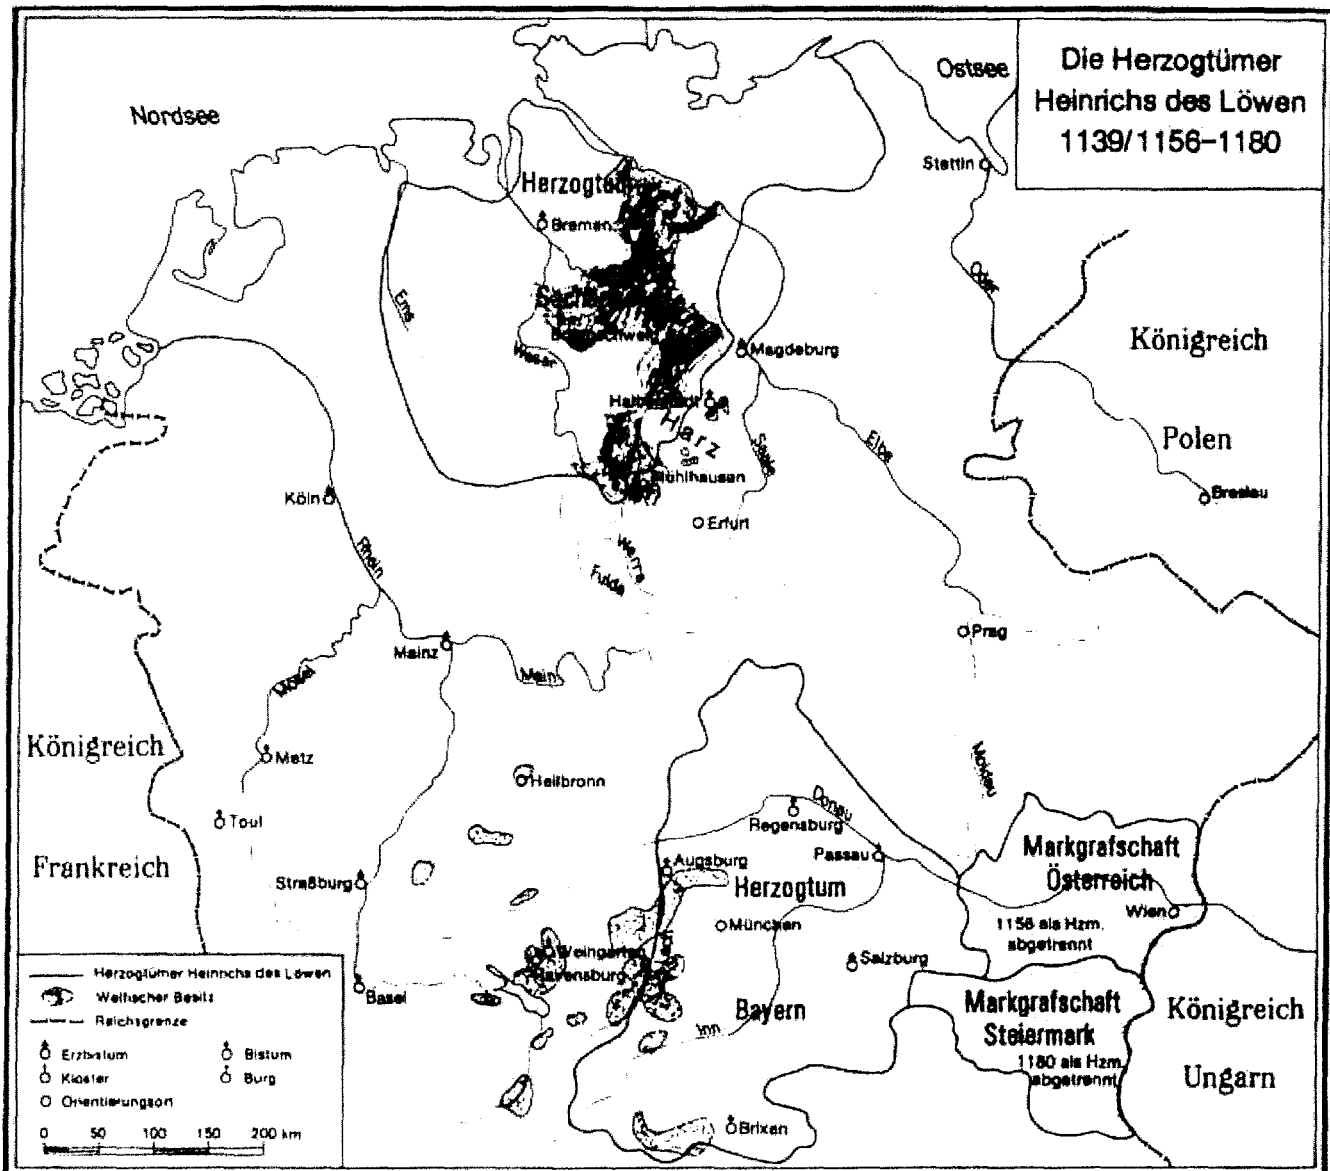 Die Herzogtümer
Heinrichs des Löwen
1139/1156–1180
Nordsee
Ostsee
Stettin
Bremen
Ems
Weser
Oder
Magdeburg
Königreich
Polen
Harz
Saale
Elbe
Mühlhausen
Breslau
Köln
Erfurt
Rhein
Werra
Fulda
Prag
Mainz
Main
Mosel
Königreich
Metz
Heilbronn
Moldau
Donau
Toul
Regensburg
Passau
Markgrafschaft
Österreich
Frankreich
Straßburg
Augsburg
Herzogtum
Wien
München
1156 als Hzm.
abgetrennt
Weingarten
Lech
Salzburg
Ravensburg
Basel
Bayern
Inn
Markgrafschaft
Steiermark
1180 als Hzm.
abgetrennt
Königreich
Ungarn
Brixen
Herzogtümer Heinrichs des Löwen
Welfischer Besitz
Reichsgrenze
Erzbistum
Bistum
Kloster
Burg
Orientierungsort
0 50 100 150 200 km